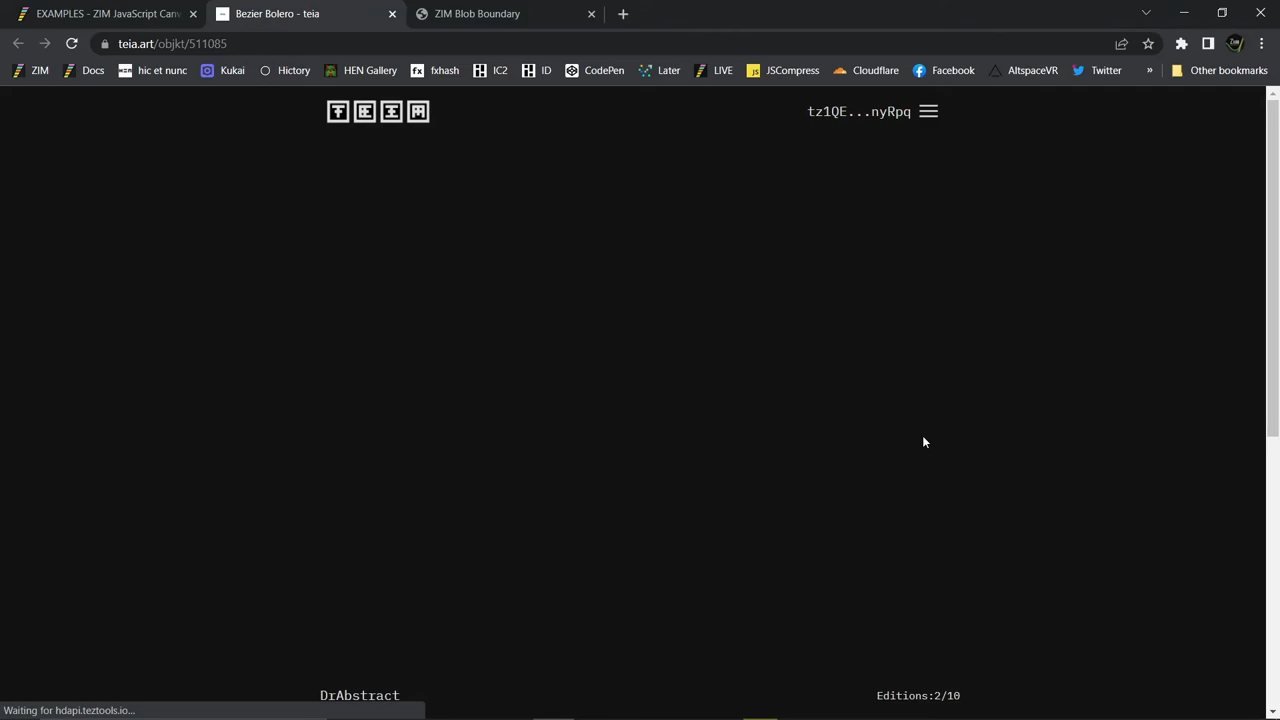 EXAMPLES - ZIM JavaScript Canv
Bezier Bolero - teia
ZIM Blob Boundary
teia.art/objkt/511085
ZIM
Docs
hic et nunc
Kukai
Hictory
HEN Gallery
fx fxhash
IC2
ID
CodePen
Later
LIVE
JS JSCompress
Cloudflare
Facebook
AltspaceVR
Twitter
»
Other bookmarks
TEIA
tz1QE...nyRpq
DrAbstract
Editions:2/10
Waiting for hdapi.teztools.io...